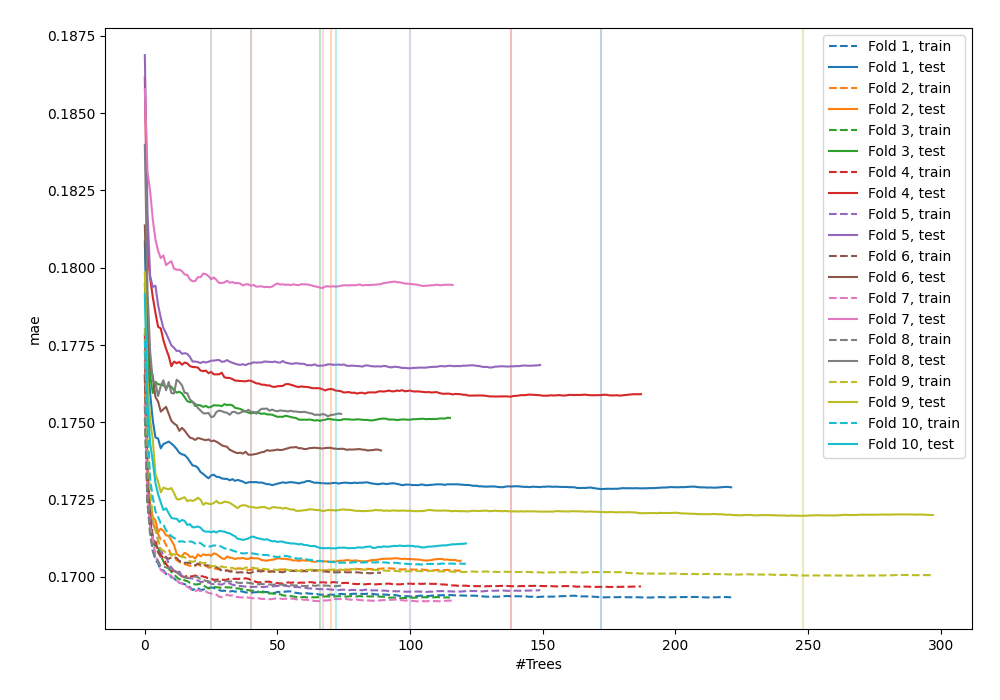 0.1875
0.1850
0.1825
0.1800
0.1775
0.1750
0.1725
0.1700
mae
0
50
100
150
200
250
300
#Trees
Fold 1, train
Fold 1, test
Fold 2, train
Fold 2, test
Fold 3, train
Fold 3, test
Fold 4, train
Fold 4, test
Fold 5, train
Fold 5, test
Fold 6, train
Fold 6, test
Fold 7, train
Fold 7, test
Fold 8, train
Fold 8, test
Fold 9, train
Fold 9, test
Fold 10, train
Fold 10, test